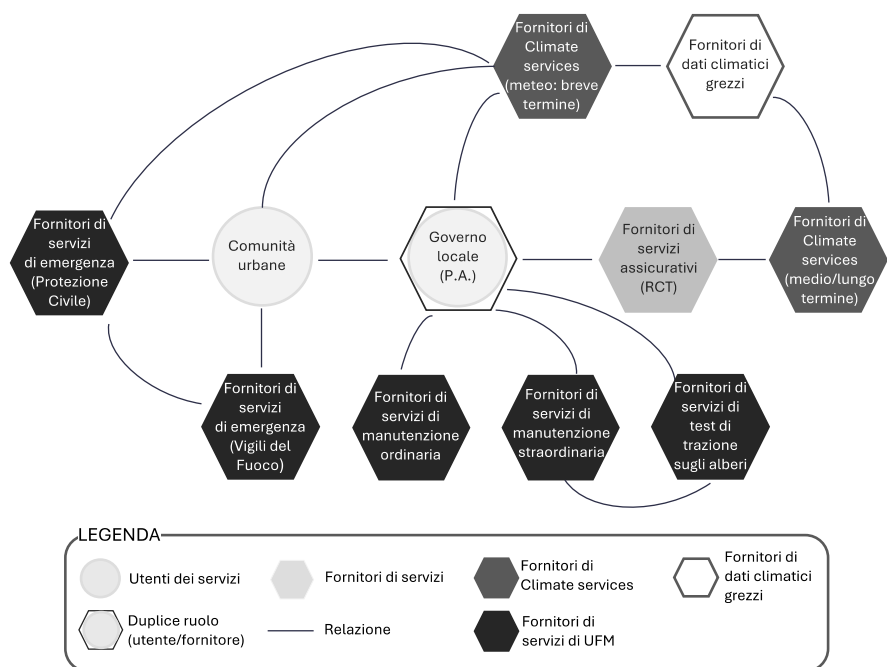 Fornitori di
Climate
services
(meteo: breve
termine)
Fornitori di
dati climatici
grezzi
Fornitori di
servizi
di emergenza
(Protezione
Civile)
Comunità
urbane
Governo
locale
(P.A.)
Fornitori di
servizi
assicurativi
(RCT)
Fornitori di
Climate
services
(medio/lungo
termine)
Fornitori di
servizi
di emergenza
(Vigili del
Fuoco)
Fornitori di
servizi di
manutenzione
ordinaria
Fornitori di
servizi di
manutenzione
straordinaria
Fornitori di
servizi di
test di
trazione
sugli alberi
LEGENDA
Utenti dei servizi
Fornitori di servizi
Fornitori di
Climate services
Fornitori di
dati climatici
grezzi
Duplice ruolo
(utente/fornitore)
Relazione
Fornitori di
servizi di UFM